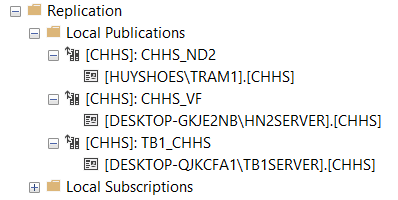 Replication
Local Publications
[CHHS]: CHHS_ND2
[HUYSHOES\TRAM1].[CHHS]
[CHHS]: CHHS_VF
[DESKTOP-GKJE2NB\HN2SERVER].[CHHS]
[CHHS]: TB1_CHHS
[DESKTOP-QJKCFA1\TB1SERVER].[CHHS]
Local Subscriptions